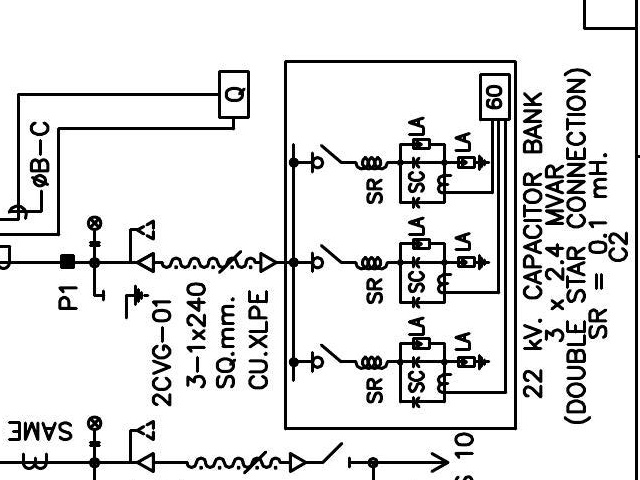 Q
øB-C
P1
2CVG-01
3-1x240
SQ.mm.
CU.XLPE
SAME
60
LA
LA
SC
SR
LA
LA
SC
SR
LA
LA
SC
SR
22 kV. CAPACITOR BANK
3 x 2.4 MVAR
(DOUBLE STAR CONNECTION)
SR = 0.1 mH.
C2
10